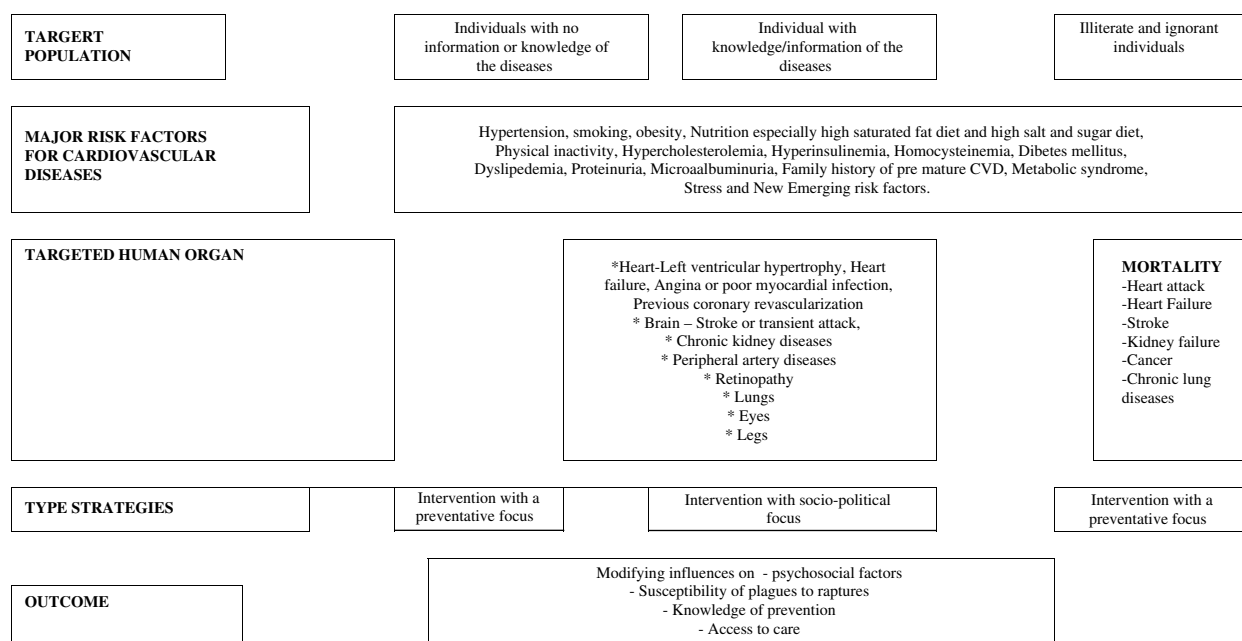 TARGERT
POPULATION
Individuals with no
information or knowledge of
the diseases
Individual with
knowledge/information of the
diseases
Illiterate and ignorant
individuals
MAJOR RISK FACTORS
FOR CARDIOVASCULAR
DISEASES
Hypertension, smoking, obesity, Nutrition especially high saturated fat diet and high salt and sugar diet,
Physical inactivity, Hypercholesterolemia, Hyperinsulinemia, Homocysteinemia, Dibetes mellitus,
Dyslipedemia, Proteinuria, Microaalbuminuria, Family history of pre mature CVD, Metabolic syndrome,
Stress and New Emerging risk factors.
TARGETED HUMAN ORGAN
*Heart-Left ventricular hypertrophy, Heart
failure, Angina or poor myocardial infection,
Previous coronary revascularization
* Brain – Stroke or transient attack,
* Chronic kidney diseases
* Peripheral artery diseases
* Retinopathy
* Lungs
* Eyes
* Legs
MORTALITY
-Heart attack
-Heart Failure
-Stroke
-Kidney failure
-Cancer
-Chronic lung
diseases
TYPE STRATEGIES
Intervention with a
preventative focus
Intervention with socio-political
focus
Intervention with a
preventative focus
OUTCOME
Modifying influences on - psychosocial factors
- Susceptibility of plagues to raptures
- Knowledge of prevention
- Access to care